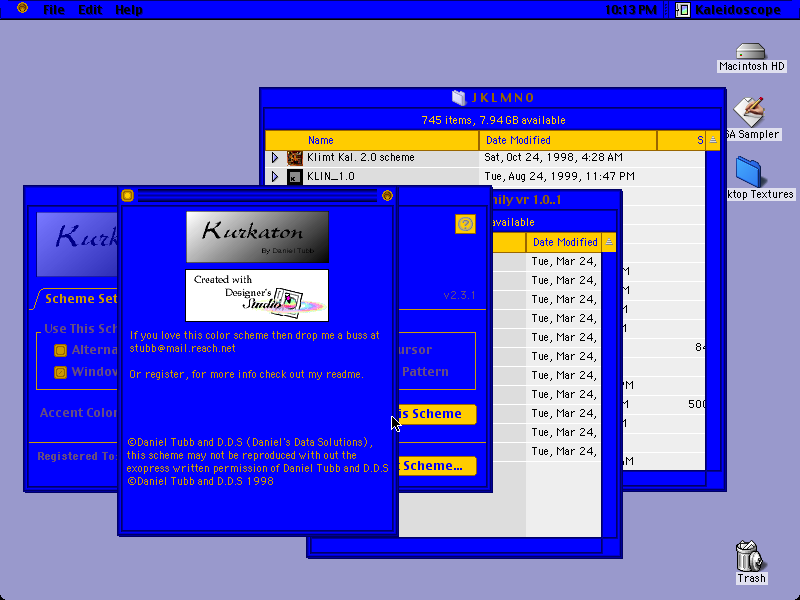 File Edit Help
10:13 PM
Kaleidoscope
Macintosh HD
SA Sampler
ktop Textures
Trash
JKLMNO
745 items, 7.94 GB available
Name
Date Modified
S
Klimt Kal. 2.0 scheme
Sat, Oct 24, 1998, 4:28 AM
KLIN_1.0
Tue, Aug 24, 1999, 11:47 PM
mily vr 1.0..1
available
Date Modified
Tue, Mar 24,
Tue, Mar 24,
Tue, Mar 24,
Tue, Mar 24,
Tue, Mar 24,
Tue, Mar 24,
Tue, Mar 24,
Tue, Mar 24,
Tue, Mar 24,
Tue, Mar 24,
Tue, Mar 24,
Kurk
v2.3.1
Scheme Set
Use This Sch
Alterna
Window
ursor
Pattern
Accent Color
is Scheme
Registered To:
t Scheme...
Kurkaton
By Daniel Tubb
Created with
Designer's
Studio
If you love this color scheme then drop me a buss at
stubb@mail.reach.net
Or register, for more info check out my readme.
©Daniel Tubb and D.D.S (Daniel's Data Solutions),
this scheme may not be reproduced with out the
exopress written permission of Daniel Tubb and D.D.S
©Daniel Tubb and D.D.S 1998